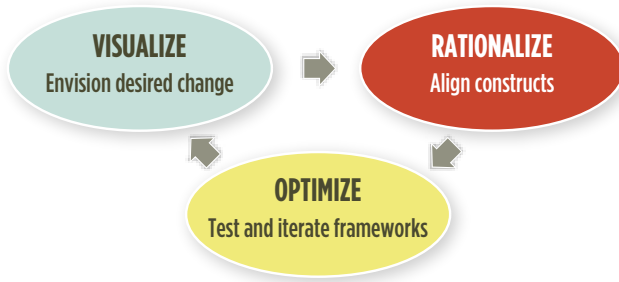 VISUALIZE
Envision desired change
RATIONALIZE
Align constructs
OPTIMIZE
Test and iterate frameworks